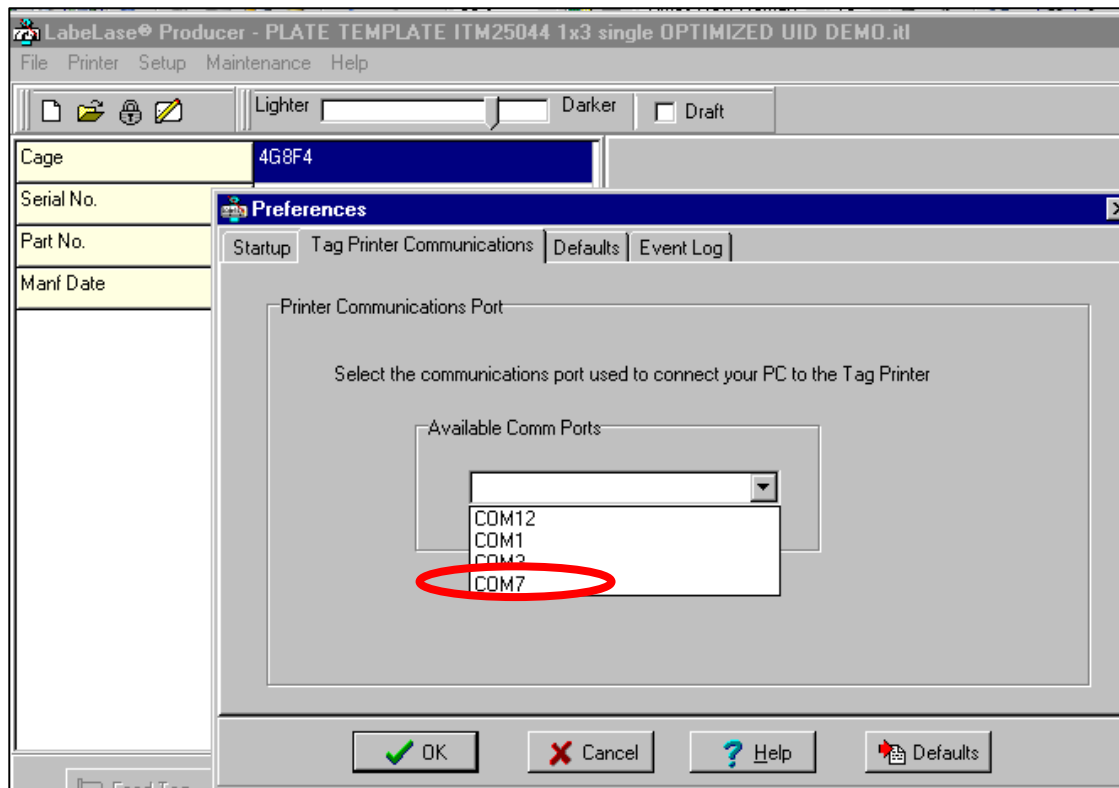 LabeLase® Producer - PLATE TEMPLATE ITM25044 1x3 single OPTIMIZED UID DEMO.itl
File Printer Setup Maintenance Help
Lighter Darker Draft
Cage 4G8F4
Serial No.
Part No.
Manf Date
Preferences
Startup Tag Printer Communications Defaults Event Log
Printer Communications Port
Select the communications port used to connect your PC to the Tag Printer
Available Comm Ports
COM12
COM1
COM7
OK Cancel Help Defaults